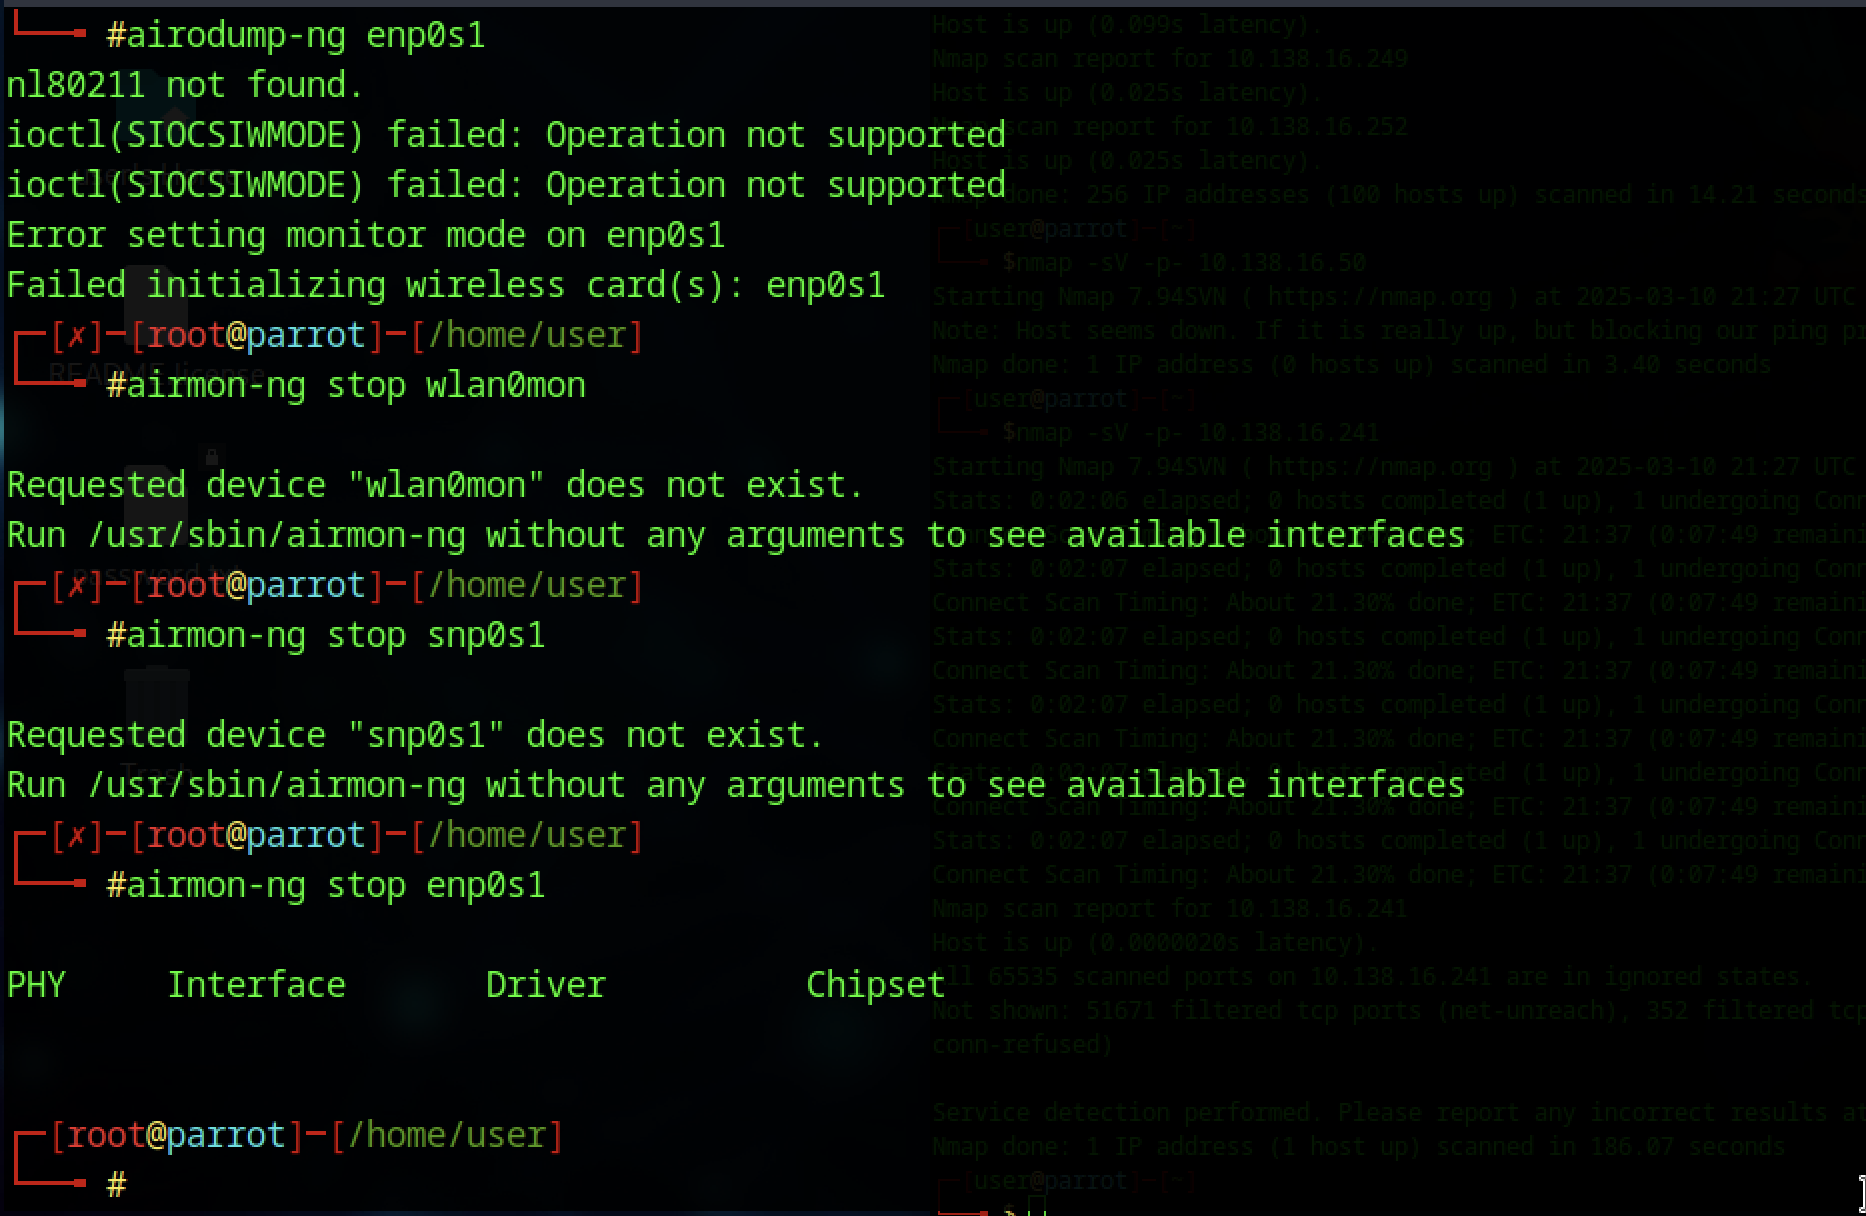 #airodump-ng enp0s1
nl80211 not found.
ioctl(SIOCSIWMODE) failed: Operation not supported
ioctl(SIOCSIWMODE) failed: Operation not supported
Error setting monitor mode on enp0s1
Failed initializing wireless card(s): enp0s1
[✗]─[root@parrot]─[/home/user]
#airmon-ng stop wlan0mon
Requested device "wlan0mon" does not exist.
Run /usr/sbin/airmon-ng without any arguments to see available interfaces
[✗]─[root@parrot]─[/home/user]
#airmon-ng stop snp0s1
Requested device "snp0s1" does not exist.
Run /usr/sbin/airmon-ng without any arguments to see available interfaces
[✗]─[root@parrot]─[/home/user]
#airmon-ng stop enp0s1
PHY Interface Driver Chipset
[root@parrot]─[/home/user]
#
README license
Trash
Host is up (0.099s latency).
Nmap scan report for 10.138.16.249
Host is up (0.025s latency).
scan report for 10.138.16.252
Host is up (0.025s latency).
done: 256 IP addresses (100 hosts up) scanned in 14.21 seconds
[user@parrot]─[~]
$nmap -sV -p- 10.138.16.50
Starting Nmap 7.94SVN ( https://nmap.org ) at 2025-03-10 21:27 UTC
Note: Host seems down. If it is really up, but blocking our ping
Nmap done: 1 IP address (0 hosts up) scanned in 3.40 seconds
[user@parrot]─[~]
$nmap -sV -p- 10.138.16.241
Starting Nmap 7.94SVN ( https://nmap.org ) at 2025-03-10 21:27 UTC
Stats: 0:02:06 elapsed; 0 hosts completed (1 up), 1 undergoing Conn
ETC: 21:37 (0:07:49 remaini
Stats: 0:02:07 elapsed; 0 hosts completed (1 up), 1 undergoing Conn
Connect Scan Timing: About 21.30% done; ETC: 21:37 (0:07:49 remaini
Stats: 0:02:07 elapsed; 0 hosts completed (1 up), 1 undergoing Conn
Connect Scan Timing: About 21.30% done; ETC: 21:37 (0:07:49 remaini
Stats: 0:02:07 elapsed; 0 hosts completed (1 up), 1 undergoing Conn
Connect Scan Timing: About 21.30% done; ETC: 21:37 (0:07:49 remaini
Stats: 0:02:07 elapsed; 0 hosts completed (1 up), 1 undergoing Conn
Connect Scan Timing: About 21.30% done; ETC: 21:37 (0:07:49 remaini
Stats: 0:02:07 elapsed; 0 hosts completed (1 up), 1 undergoing Conn
Connect Scan Timing: About 21.30% done; ETC: 21:37 (0:07:49 remaini
Nmap scan report for 10.138.16.241
Host is up (0.0000020s latency).
All 65535 scanned ports on 10.138.16.241 are in ignored states.
Not shown: 51671 filtered tcp ports (net-unreach), 352 filtered tcp
conn-refused)
Service detection performed. Please report any incorrect results at
Nmap done: 1 IP address (1 host up) scanned in 186.07 seconds
[user@parrot]─[~]
$